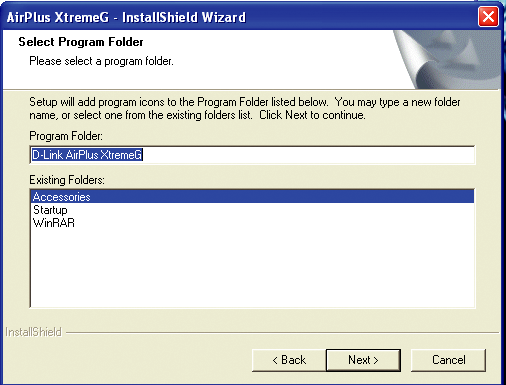 AirPlus XtremeG - InstallShield Wizard
Select Program Folder
Please select a program folder.
Setup will add program icons to the Program Folder listed below. You may type a new folder
name, or select one from the existing folders list. Click Next to continue.
Program Folder:
D-Link AirPlus XtremeG
Existing Folders:
Accessories
Startup
WinRAR
InstallShield
< Back
Next >
Cancel